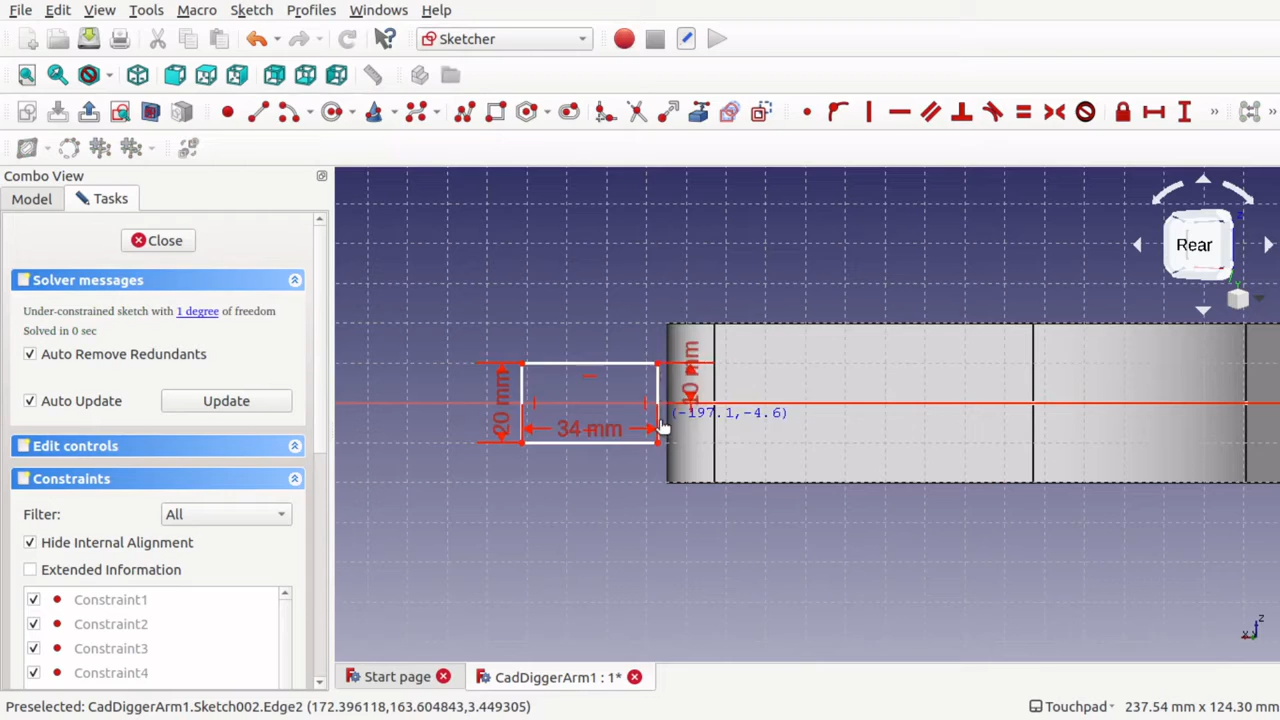 File Edit View Tools Macro Sketch Profiles Windows Help
Sketcher
Combo View
Model Tasks
Close
Solver messages
Under-constrained sketch with 1 degree of freedom
Solved in 0 sec
Auto Remove Redundants
Auto Update Update
Edit controls
Constraints
Filter: All
Hide Internal Alignment
Extended Information
Constraint1
Constraint2
Constraint3
Constraint4
20 mm
34 mm
10 mm
(-197.1,-4.6)
Rear
Start page CadDiggerArm1 : 1*
Preselected: CadDiggerArm1.Sketch002.Edge2 (172.396118,163.604843,3.449305) Touchpad 237.54 mm x 124.30 mm